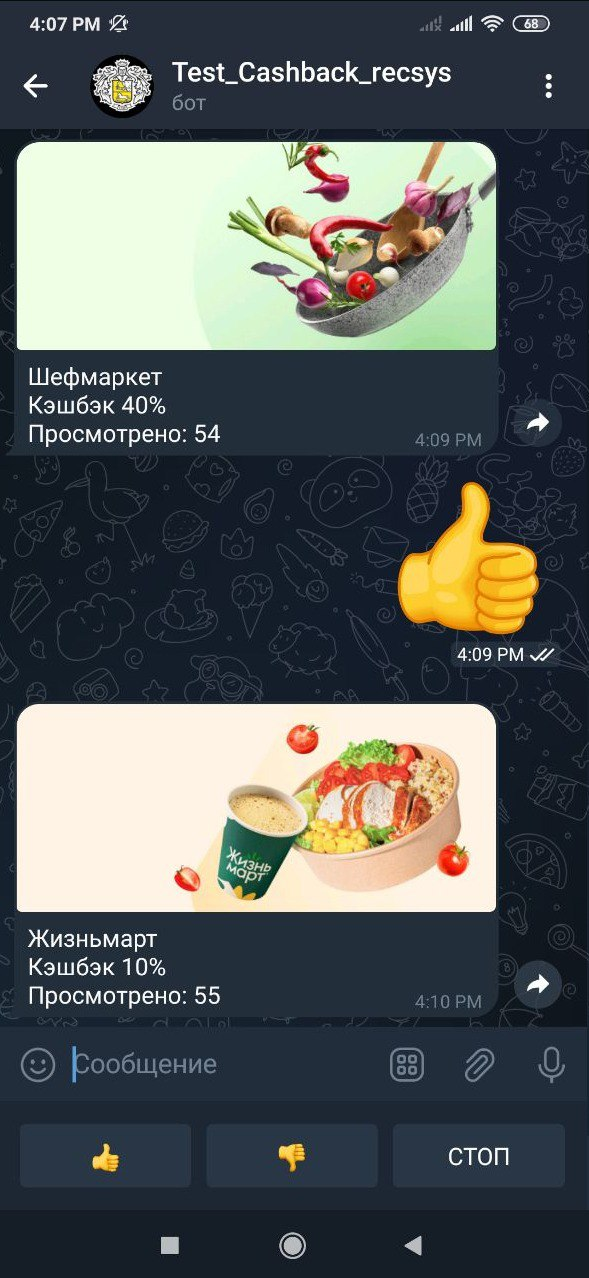 4:07 PM
68
Test_Cashback_recsys
бот
Шефмаркет
Кэшбэк 40%
Просмотрено: 54
4:09 PM
4:09 PM
Жизнь
март
Жизньмарт
Кэшбэк 10%
Просмотрено: 55
4:10 PM
Сообщение
СТОП